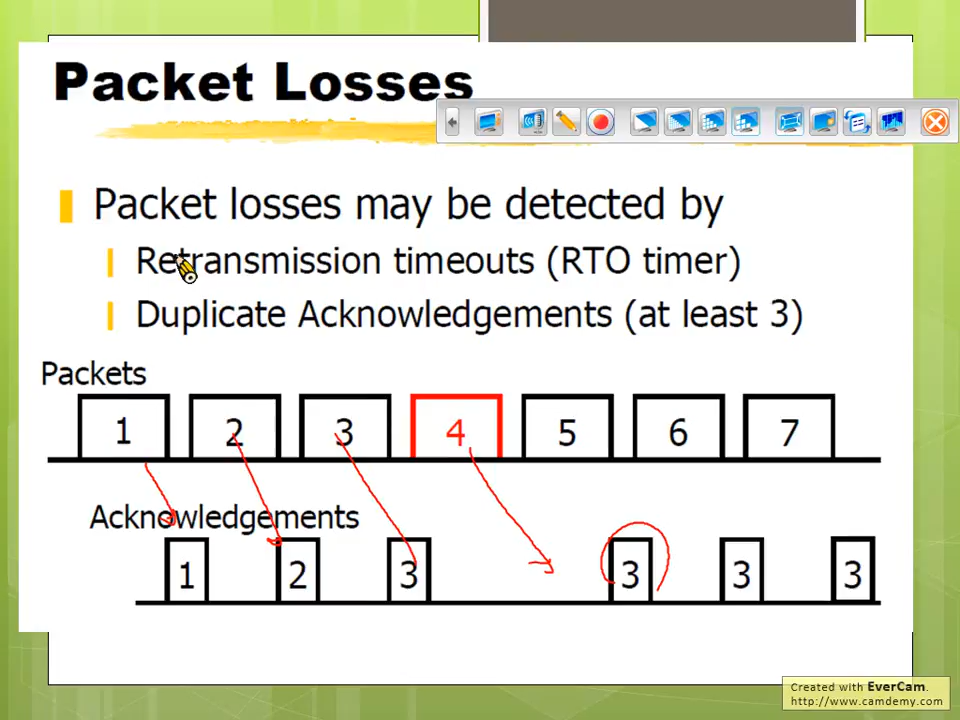 Packet Losses
Packet losses may be detected by
Retransmission timeouts (RTO timer)
Duplicate Acknowledgements (at least 3)
Packets
1 2 3 4 5 6 7
Acknowledgements
1 2 3 3 3 3
Created with EverCam.
http://www.camdemy.com